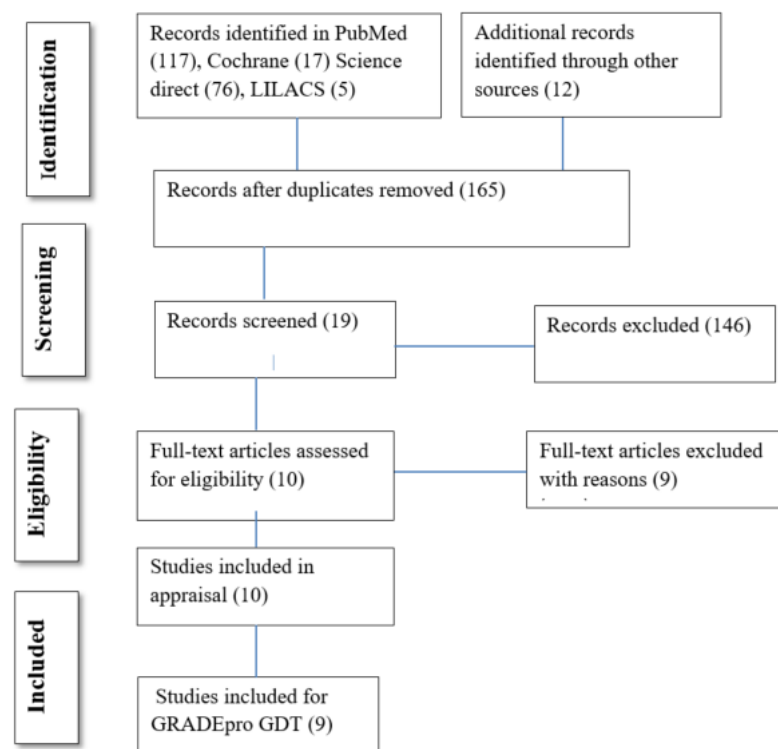 Identification
Records identified in PubMed
(117), Cochrane (17) Science
direct (76), LILACS (5)
Additional records
identified through other
sources (12)
Records after duplicates removed (165)
Screening
Records screened (19)
Records excluded (146)
Eligibility
Full-text articles assessed
for eligibility (10)
Full-text articles excluded
with reasons (9)
Studies included in
appraisal (10)
Included
Studies included for
GRADEpro GDT (9)